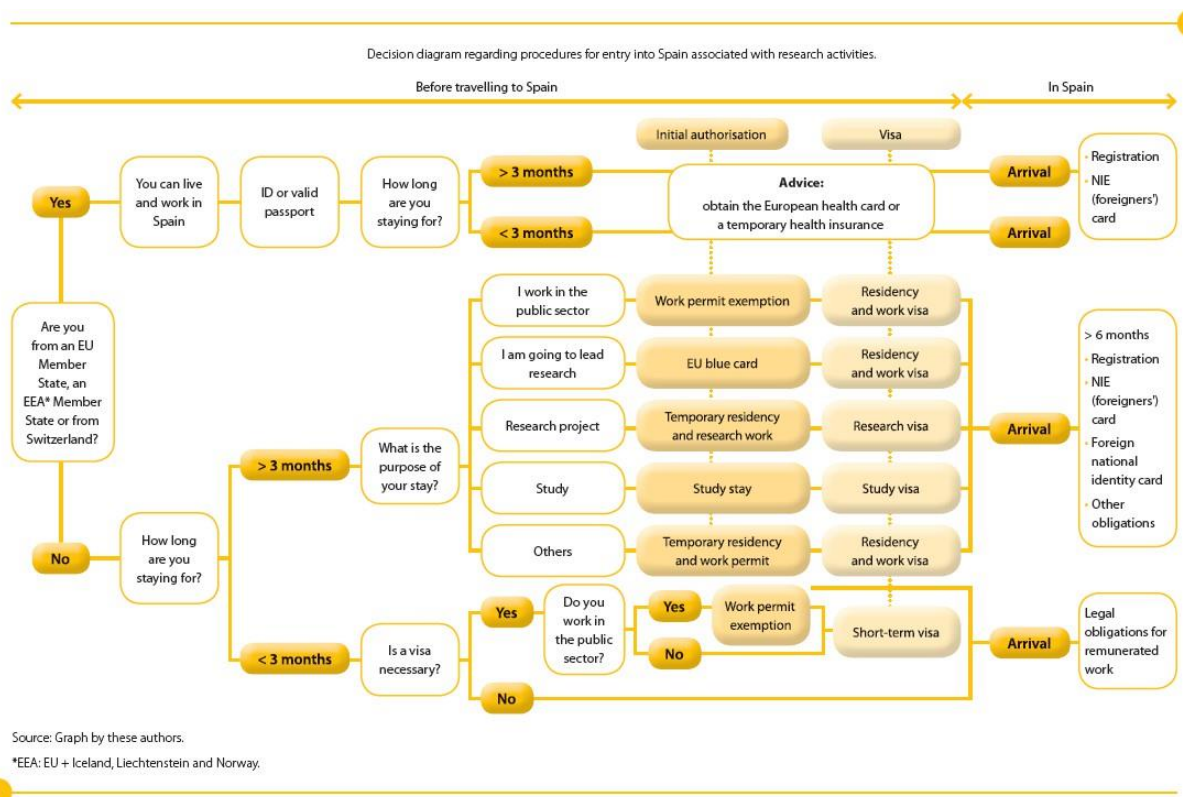 Decision diagram regarding procedures for entry into Spain associated with research activities.
Before travelling to Spain
In Spain
Initial authorisation
Visa
Yes
You can live
and work in
Spain
ID or valid
passport
How long
are you
staying for?
> 3 months
< 3 months
Advice:
obtain the European health card or
a temporary health insurance
Arrival
Arrival
• Registration
• NIE
(foreigners')
card
Are you
from an EU
Member
State, an
EEA* Member
State or from
Switzerland?
No
How long
are you
staying for?
> 3 months
What is the
purpose of
your stay?
I work in the
public sector
Work permit exemption
Residency
and work visa
I am going to lead
research
EU blue card
Residency
and work visa
Research project
Temporary residency
and research work
Research visa
Study
Study stay
Study visa
Others
Temporary residency
and work permit
Residency
and work visa
Arrival
> 6 months
• Registration
• NIE
(foreigners')
card
• Foreign
national
identity card
• Other
obligations
< 3 months
Is a visa
necessary?
Yes
Do you
work in
the public
sector?
Yes
Work permit
exemption
No
Short-term visa
No
Arrival
Legal
obligations for
remunerated
work
Source: Graph by these authors.
*EEA: EU + Iceland, Liechtenstein and Norway.